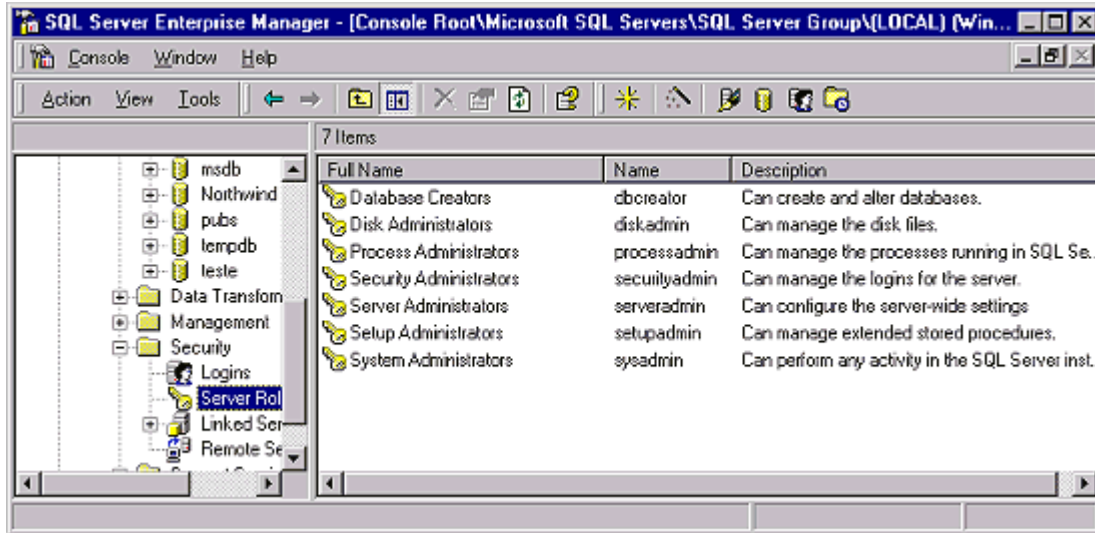 SQL Server Enterprise Manager - [Console Root\Microsoft SQL Servers\SQL Server Group\(LOCAL) (Win...
Console Window Help
Action View Tools
7 Items
msdb
Northwind
pubs
tempdb
teste
Data Transforn
Management
Security
Logins
Server Rol
Linked Ser
Remote Se
Full Name Name Description
Database Creators dbcreator Can create and alter databases.
Disk Administrators diskadmin Can manage the disk files.
Process Administrators processadmin Can manage the processes running in SQL Se...
Security Administrators securityadmin Can manage the logins for the server.
Server Administrators serveradmin Can configure the server-wide settings
Setup Administrators setupadmin Can manage extended stored procedures.
System Administrators sysadmin Can perform any activity in the SQL Server inst...